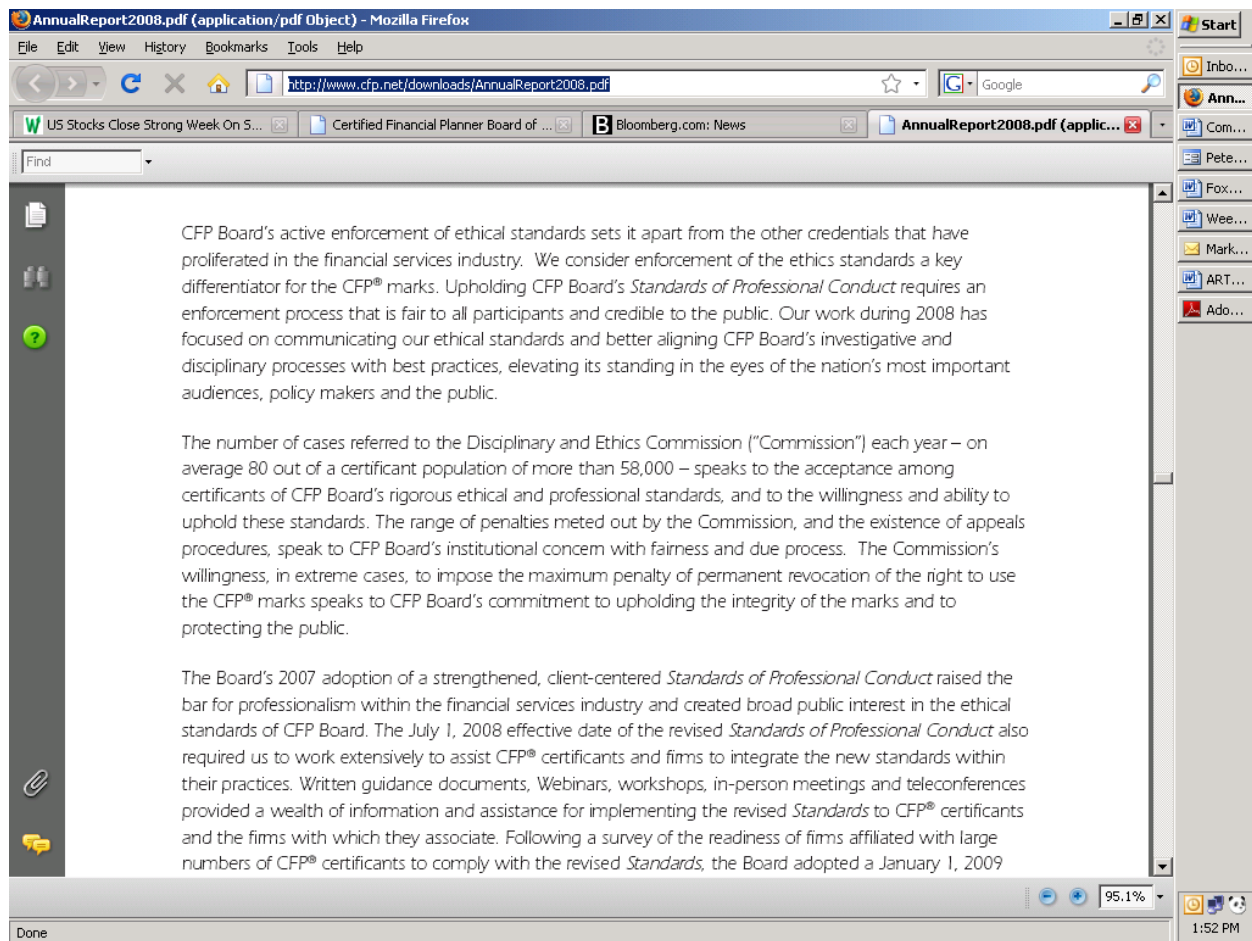 AnnualReport2008.pdf (application/pdf Object) - Mozilla Firefox
Start
File Edit View History Bookmarks Tools Help
http://www.cfp.net/downloads/AnnualReport2008.pdf
Google
US Stocks Close Strong Week On S...
Certified Financial Planner Board of ...
Bloomberg.com: News
AnnualReport2008.pdf (applic...
Find
Inbo...
Ann...
Com...
Pete...
Fox...
Wee...
Mark...
ART...
Ado...
CFP Board's active enforcement of ethical standards sets it apart from the other credentials that have
proliferated in the financial services industry. We consider enforcement of the ethics standards a key
differentiator for the CFP® marks. Upholding CFP Board's Standards of Professional Conduct requires an
enforcement process that is fair to all participants and credible to the public. Our work during 2008 has
focused on communicating our ethical standards and better aligning CFP Board's investigative and
disciplinary processes with best practices, elevating its standing in the eyes of the nation's most important
audiences, policy makers and the public.
The number of cases referred to the Disciplinary and Ethics Commission ("Commission") each year – on
average 80 out of a certificant population of more than 58,000 – speaks to the acceptance among
certificants of CFP Board's rigorous ethical and professional standards, and to the willingness and ability to
uphold these standards. The range of penalties meted out by the Commission, and the existence of appeals
procedures, speak to CFP Board's institutional concern with fairness and due process. The Commission's
willingness, in extreme cases, to impose the maximum penalty of permanent revocation of the right to use
the CFP® marks speaks to CFP Board's commitment to upholding the integrity of the marks and to
protecting the public.
The Board's 2007 adoption of a strengthened, client-centered Standards of Professional Conduct raised the
bar for professionalism within the financial services industry and created broad public interest in the ethical
standards of CFP Board. The July 1, 2008 effective date of the revised Standards of Professional Conduct also
required us to work extensively to assist CFP® certificants and firms to integrate the new standards within
their practices. Written guidance documents, Webinars, workshops, in-person meetings and teleconferences
provided a wealth of information and assistance for implementing the revised Standards to CFP® certificants
and the firms with which they associate. Following a survey of the readiness of firms affiliated with large
numbers of CFP® certificants to comply with the revised Standards, the Board adopted a January 1, 2009
95.1%
Done
1:52 PM